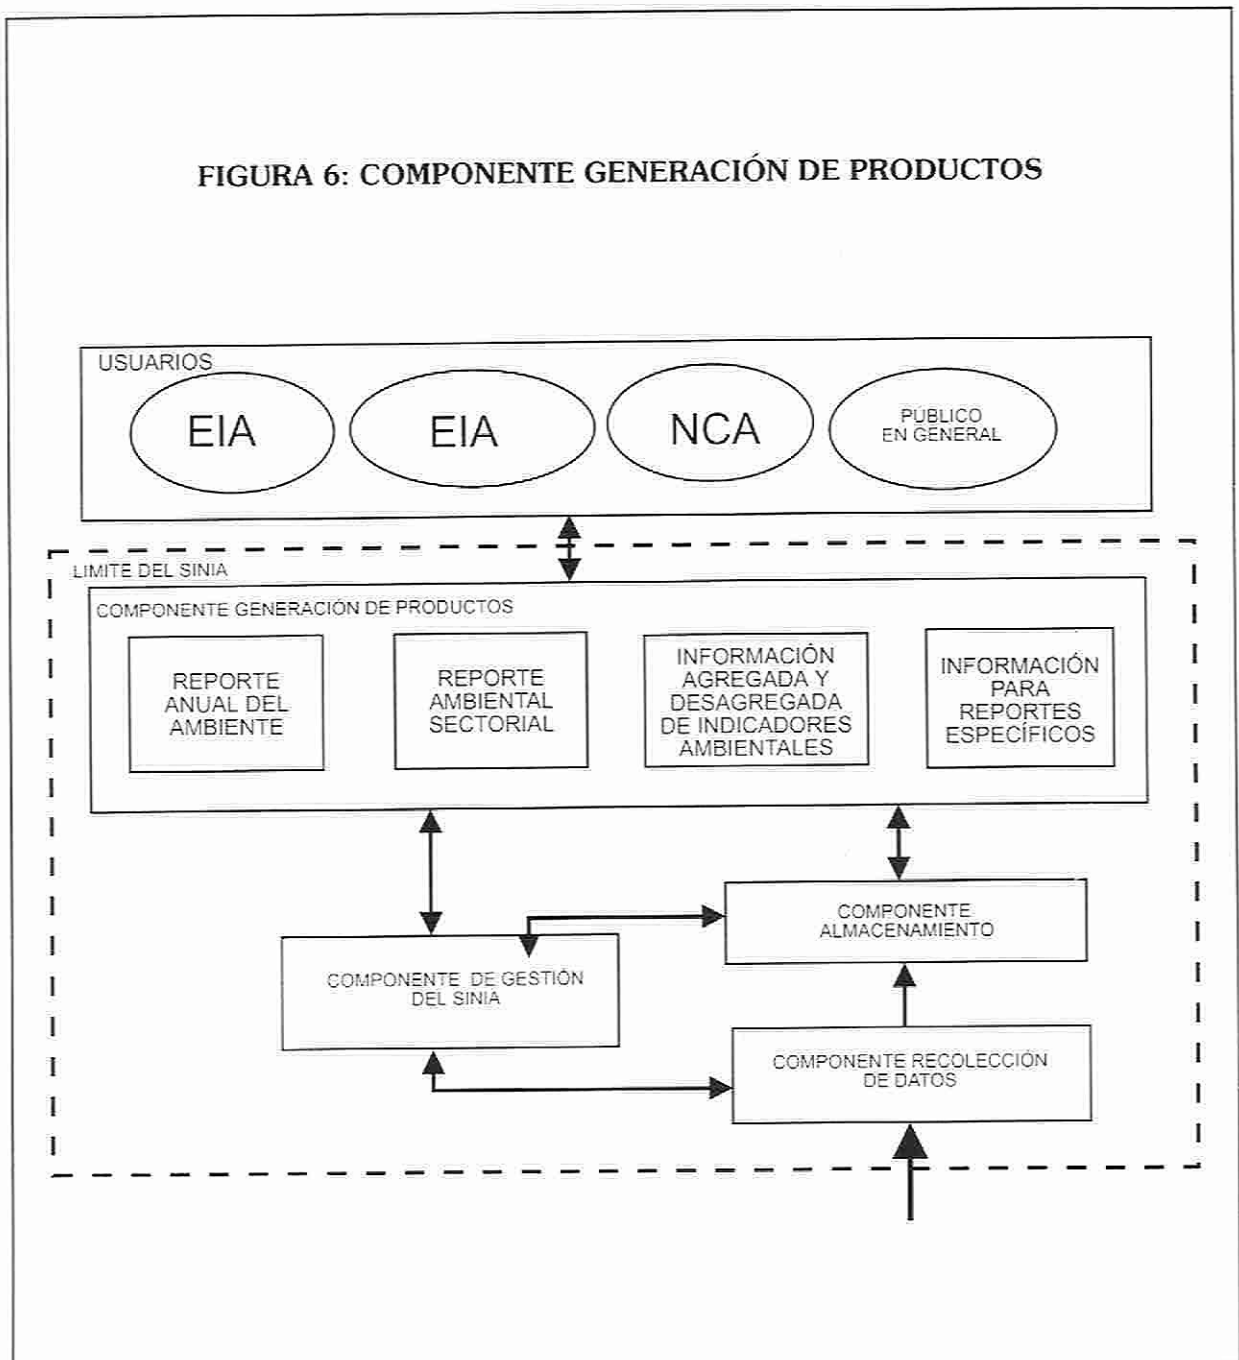 FIGURA 6: COMPONENTE GENERACIÓN DE PRODUCTOS
USUARIOS
EIA
EIA
NCA
PÚBLICO
EN GENERAL
LIMITE DEL SINIA
COMPONENTE GENERACIÓN DE PRODUCTOS
REPORTE
ANUAL DEL
AMBIENTE
REPORTE
AMBIENTAL
SECTORIAL
INFORMACIÓN
AGREGADA Y
DESAGREGADA
DE INDICADORES
AMBIENTALES
INFORMACIÓN
PARA
REPORTES
ESPECÍFICOS
COMPONENTE
ALMACENAMIENTO
COMPONENTE DE GESTIÓN
DEL SINIA
COMPONENTE RECOLECCIÓN
DE DATOS